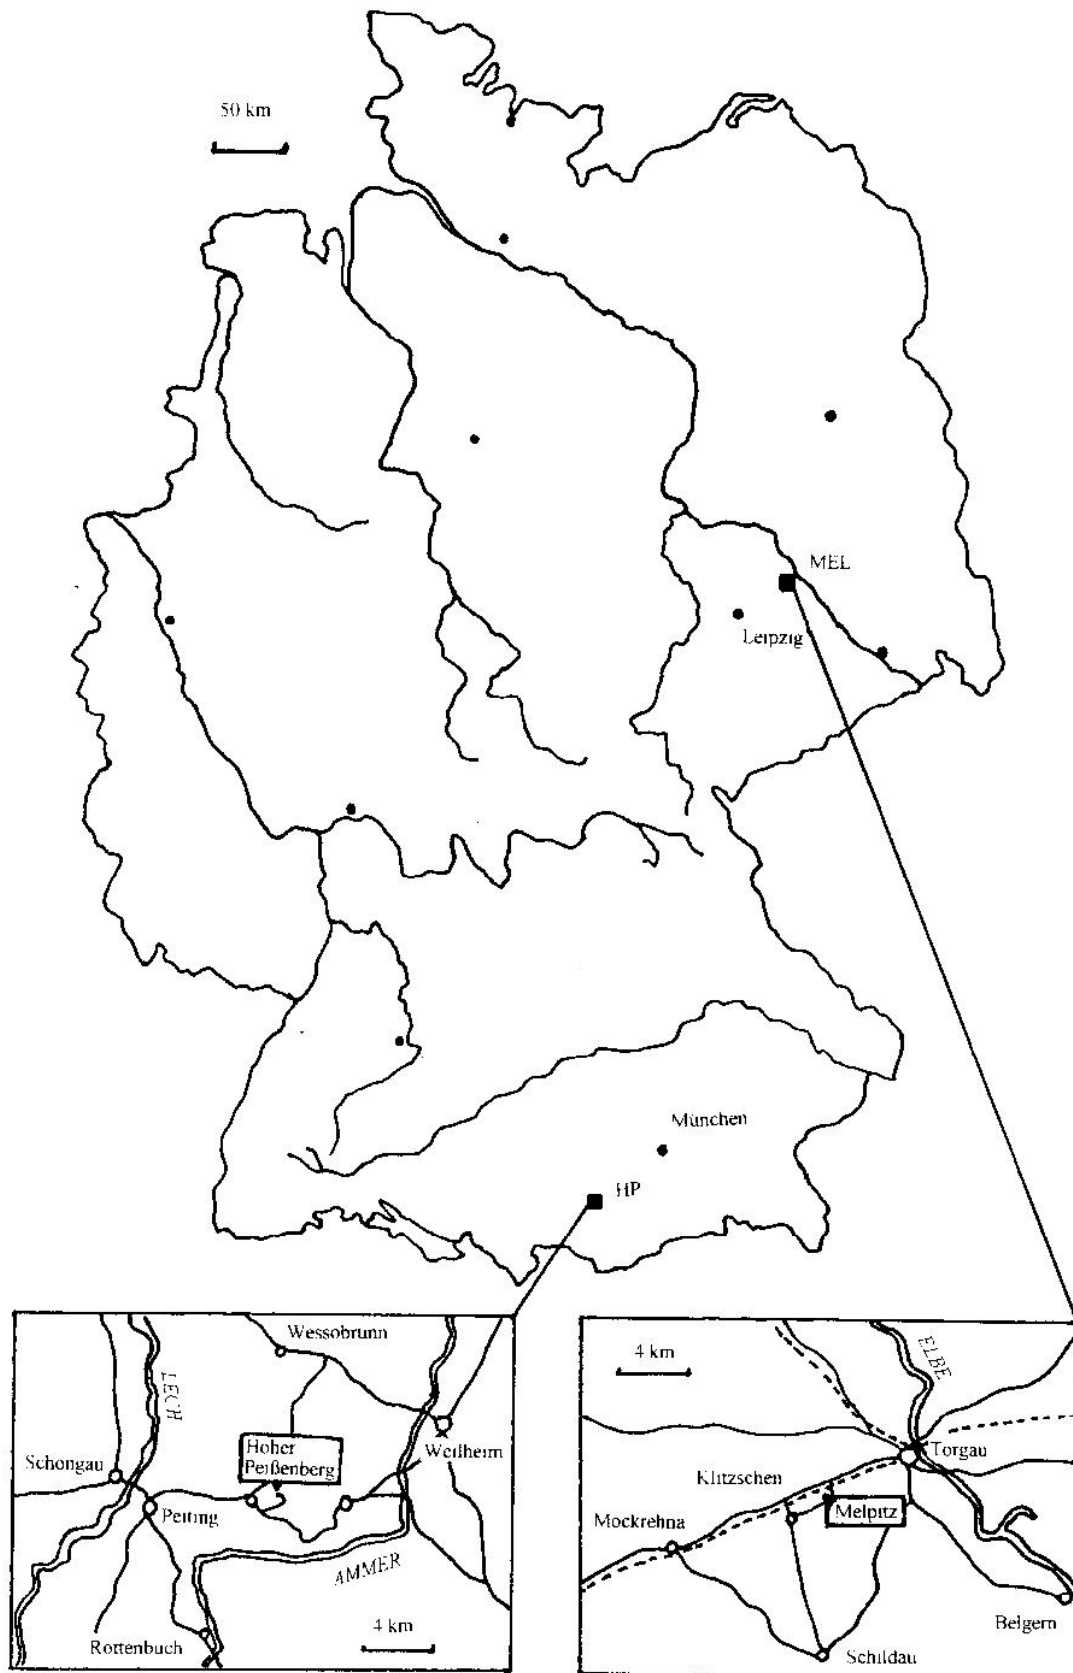 50 km
MEL
Leipzig
München
HP
Wessobrunn
LECH
Hoher
Peißenberg
Weilheim
Schongau
Peiting
AMMER
Rottenbuch
4 km
4 km
ELBE
Torgau
Klitzschen
Melpitz
Mockrehna
Belgern
Schildau